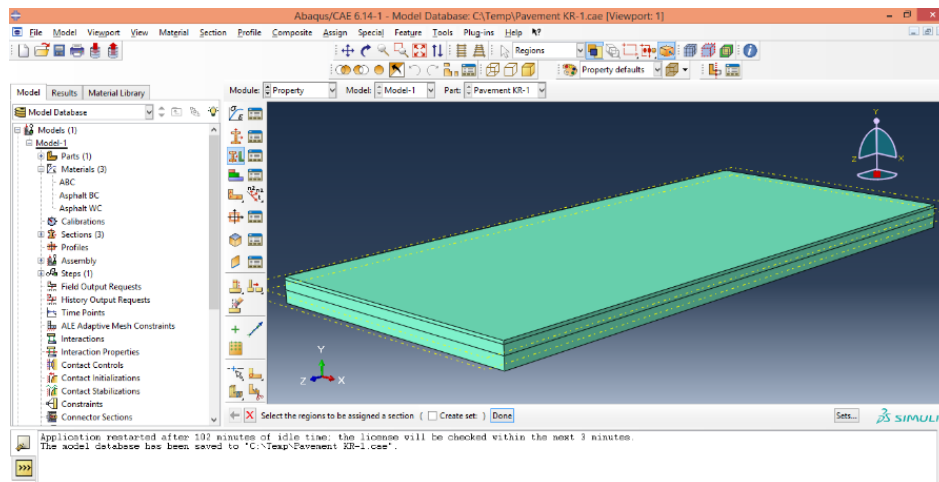 Abaqus/CAE 6.14-1 - Model Database: C:\Temp\Pavement KR-1.cae [Viewport: 1]
File Model Viewport View Material Section Profile Composite Assign Special Feature Tools Plug-ins Help
Regions
Property defaults
Model Results Material Library
Module: Property Model: Model-1 Part: Pavement KR-1
Model Database
Models (1)
Model-1
Parts (1)
Materials (3)
ABC
Asphalt BC
Asphalt WC
Calibrations
Sections (3)
Profiles
Assembly
Steps (1)
Field Output Requests
History Output Requests
Time Points
ALE Adaptive Mesh Constraints
Interactions
Interaction Properties
Contact Controls
Contact Initializations
Contact Stabilizations
Constraints
Connector Sections
Y
Z X
Y
Z X
Select the regions to be assigned a section ( Create set: ) Done Sets... SIMULI
Application restarted after 102 minutes of idle time; the license will be checked within the next 3 minutes.
The model database has been saved to "C:\Temp\Pavement KR-1.cae".
>>>